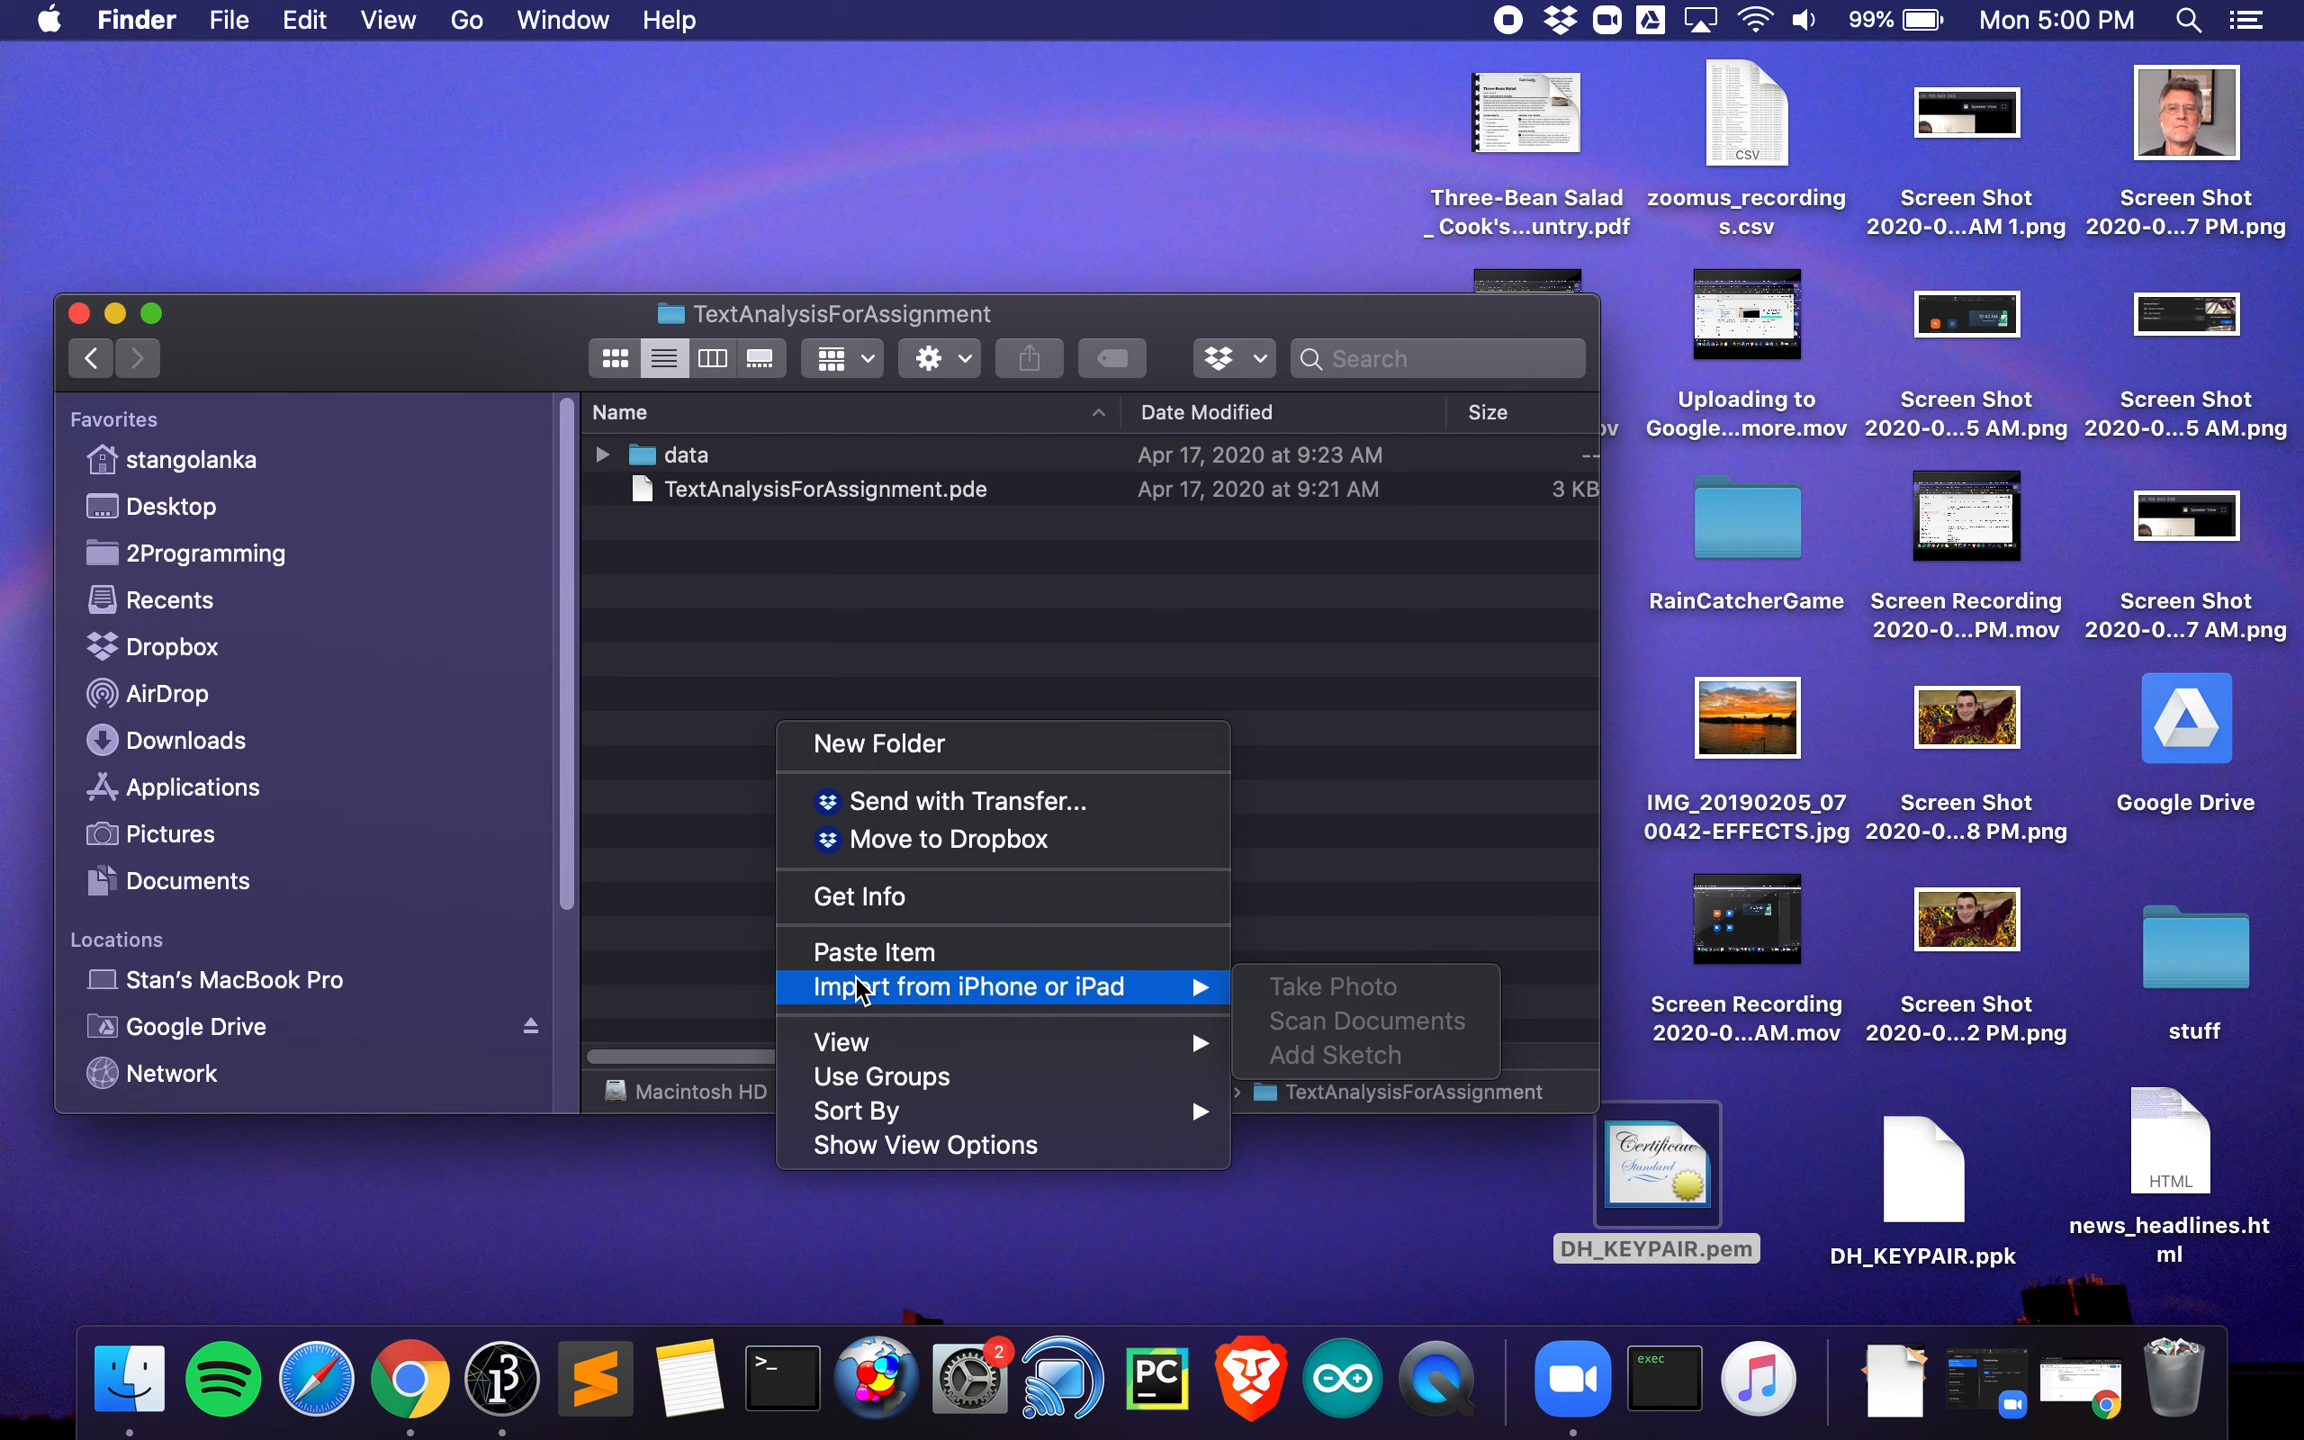 Finder File Edit View Go Window Help 99% Mon 5:00 PM
Three-Bean Salad
_ Cook's...untry.pdf
CSV
zoomus_recording
s.csv
Screen Shot
2020-0...AM 1.png
Screen Shot
2020-0...7 PM.png
TextAnalysisForAssignment
Search
Name Date Modified Size
data Apr 17, 2020 at 9:23 AM --
TextAnalysisForAssignment.pde Apr 17, 2020 at 9:21 AM 3 KB
Favorites
stangolanka
Desktop
2Programming
Recents
Dropbox
AirDrop
Downloads
Applications
Pictures
Documents
Locations
Stan's MacBook Pro
Google Drive
Network
New Folder
Send with Transfer...
Move to Dropbox
Get Info
Paste Item
Import from iPhone or iPad
View
Use Groups
Sort By
Show View Options
Take Photo
Scan Documents
Add Sketch
Macintosh HD
TextAnalysisForAssignment
ov
Uploading to
Google...more.mov
Screen Shot
2020-0...5 AM.png
Screen Shot
2020-0...5 AM.png
RainCatcherGame
Screen Recording
2020-0...PM.mov
Screen Shot
2020-0...7 AM.png
IMG_20190205_07
0042-EFFECTS.jpg
Screen Shot
2020-0...8 PM.png
Google Drive
Screen Recording
2020-0...AM.mov
Screen Shot
2020-0...2 PM.png
stuff
Certificate
Standard
DH_KEYPAIR.pem
DH_KEYPAIR.ppk
HTML
news_headlines.ht
ml
2
PC
exec